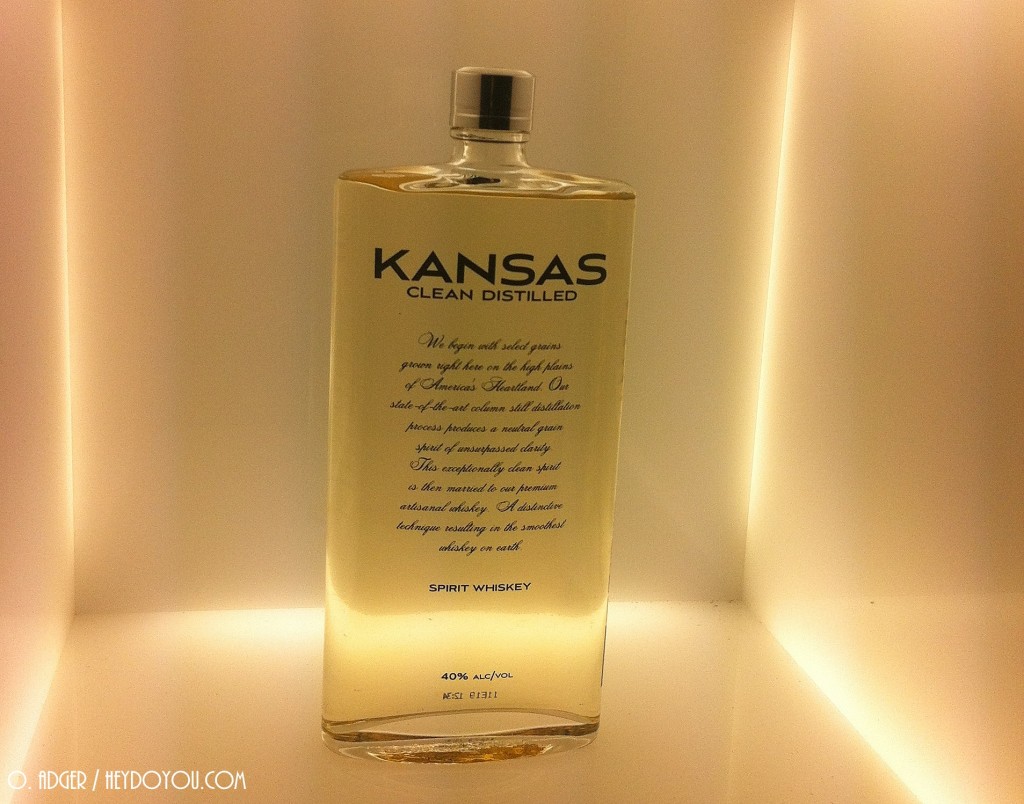 KANSAS
CLEAN DISTILLED
We begin with select grains
grown right here on the high plains
of America's Heartland. Our
state-of-the-art column still distillation
process produces a neutral grain
spirit of unsurpassed clarity.
This exceptionally clean spirit
is then married to our premium
artisanal whiskey. A distinctive
technique resulting in the smoothest
whiskey on earth.
SPIRIT WHISKEY
40% ALC/VOL
O. ADGER / HEYDOYOU.COM